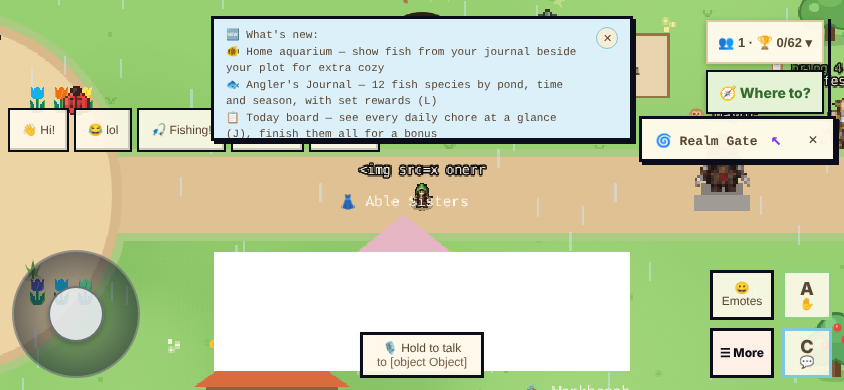 🆕 What's new:
🐠 Home aquarium — show fish from your journal beside
your plot for extra cozy
🐟 Angler's Journal — 12 fish species by pond, time
and season, with set rewards (L)
📋 Today board — see every daily chore at a glance
(J), finish them all for a bonus
×
👥 1 · 🏆 0/62 ▾
🧭 Where to?
🌀 Realm Gate ↖ ×
👋 Hi!
😂 lol
🎣 Fishing!
<img src=x onerr
👗 Able Sisters
🎙️ Hold to talk
to [object Object]
😀
Emotes
A
✋
☰ More
C
💬